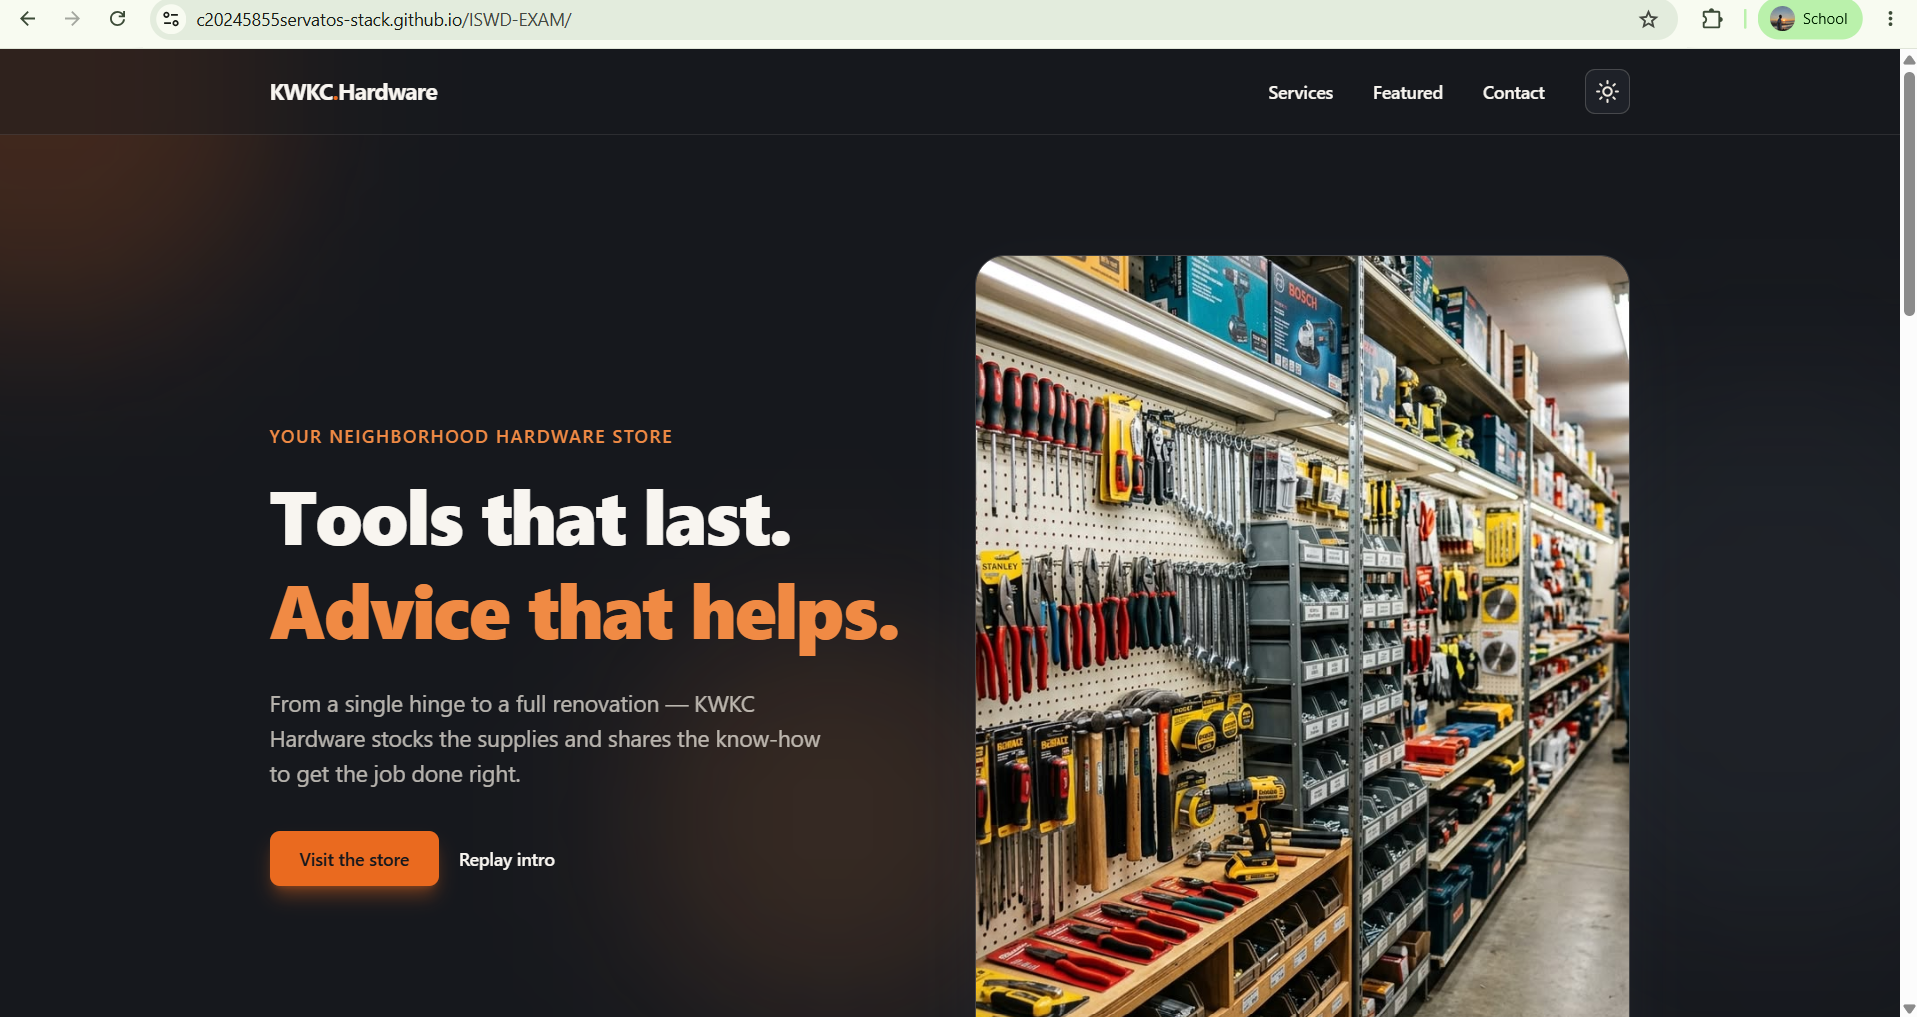 c20245855servatos-stack.github.io/ISWD-EXAM/
School
KWKC.Hardware
Services
Featured
Contact
YOUR NEIGHBORHOOD HARDWARE STORE
Tools that last.
Advice that helps.
From a single hinge to a full renovation — KWKC
Hardware stocks the supplies and shares the know-how
to get the job done right.
Visit the store
Replay intro
BOSCH
STANLEY